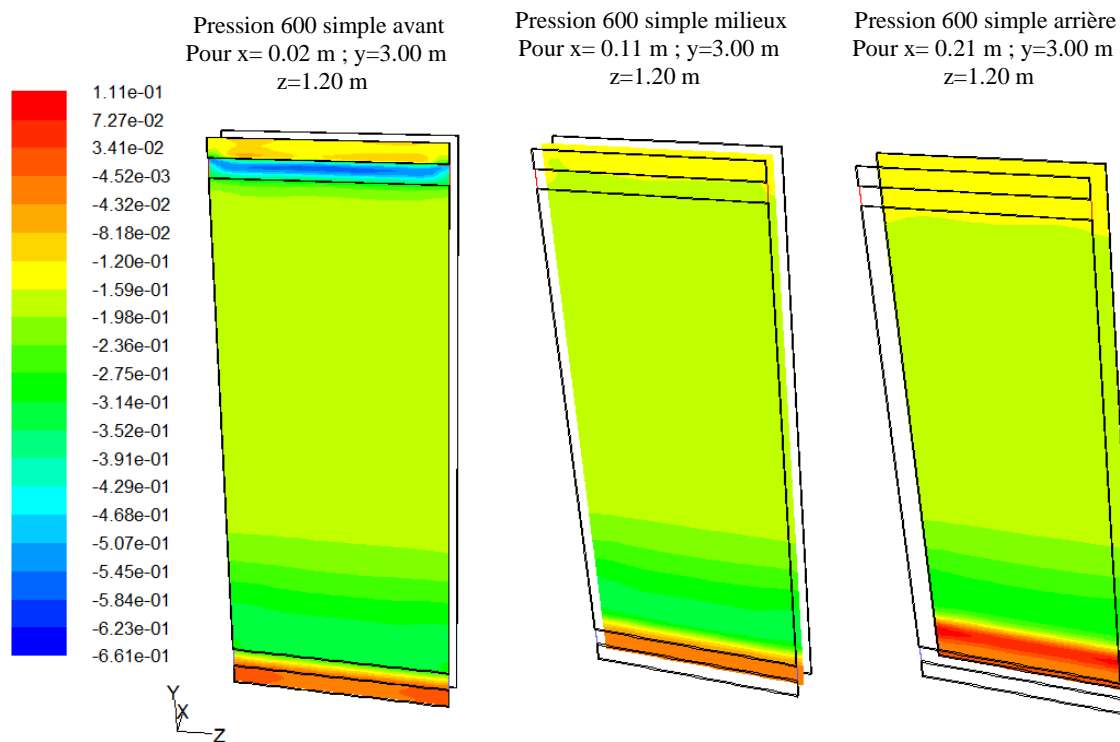 Pression 600 simple avant
Pour x= 0.02 m ; y=3.00 m
z=1.20 m
Pression 600 simple milieux
Pour x= 0.11 m ; y=3.00 m
z=1.20 m
Pression 600 simple arrière
Pour x= 0.21 m ; y=3.00 m
z=1.20 m
1.11e-01
7.27e-02
3.41e-02
-4.52e-03
-4.32e-02
-8.18e-02
-1.20e-01
-1.59e-01
-1.98e-01
-2.36e-01
-2.75e-01
-3.14e-01
-3.52e-01
-3.91e-01
-4.29e-01
-4.68e-01
-5.07e-01
-5.45e-01
-5.84e-01
-6.23e-01
-6.61e-01
Y
X
Z